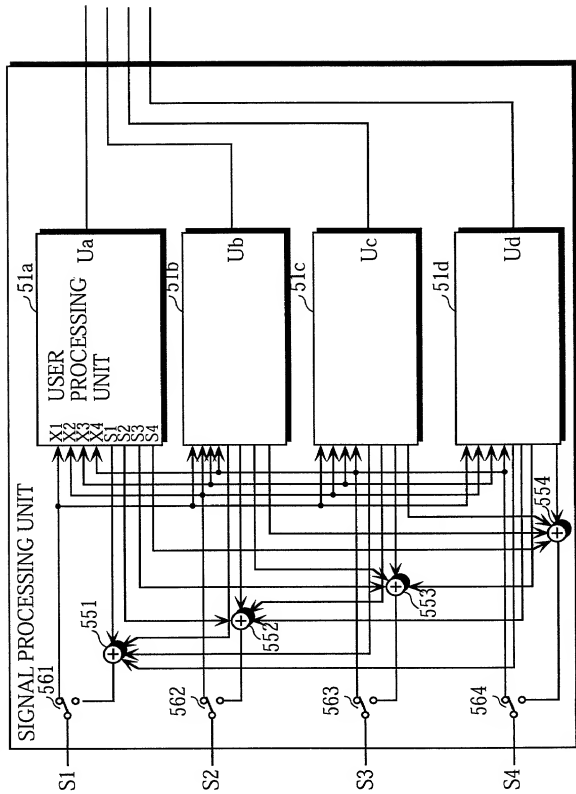 SIGNAL PROCESSING UNIT
S1
561
551
X1
X2
X3
X4
S1
S2
S3
S4
USER
PROCESSING
UNIT
Ua
51a
S2
562
552
Ub
51b
S3
563
553
Uc
51c
S4
564
554
Ud
51d